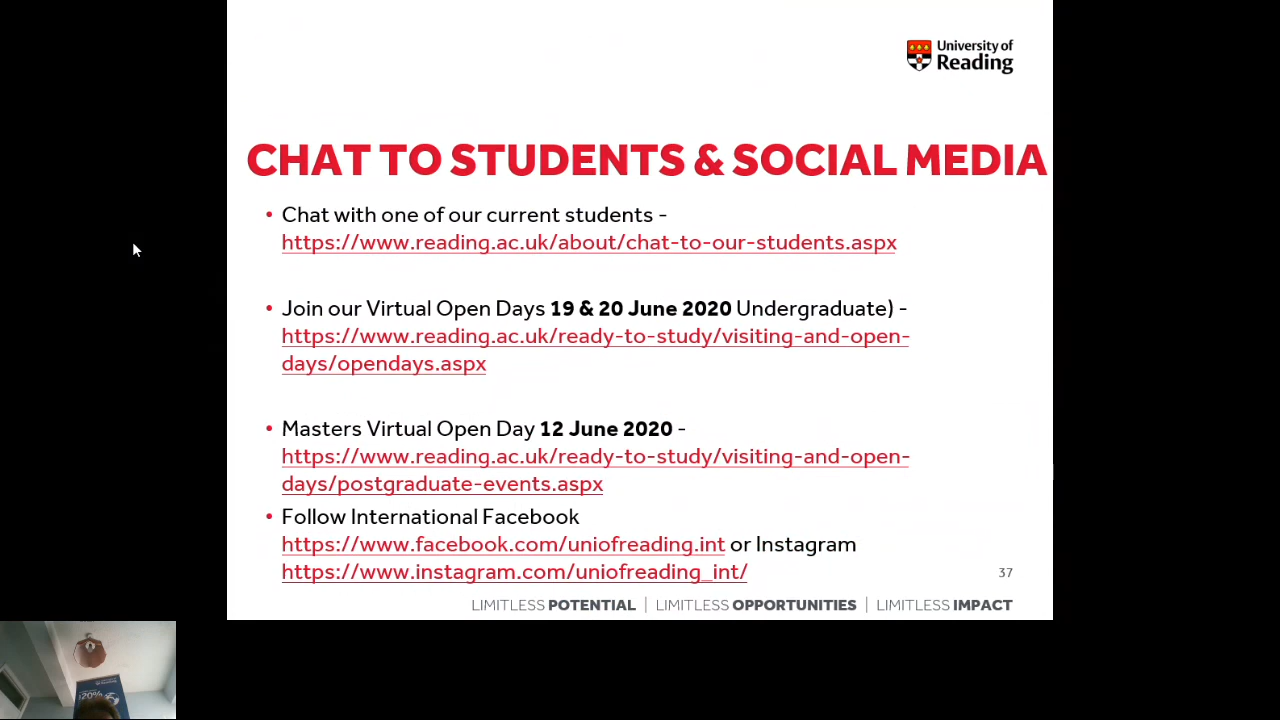 University of
Reading
CHAT TO STUDENTS & SOCIAL MEDIA
• Chat with one of our current students -
https://www.reading.ac.uk/about/chat-to-our-students.aspx
• Join our Virtual Open Days 19 & 20 June 2020 Undergraduate) -
https://www.reading.ac.uk/ready-to-study/visiting-and-open-
days/opendays.aspx
• Masters Virtual Open Day 12 June 2020 -
https://www.reading.ac.uk/ready-to-study/visiting-and-open-
days/postgraduate-events.aspx
• Follow International Facebook
https://www.facebook.com/uniofreading.int or Instagram
https://www.instagram.com/uniofreading_int/
37
LIMITLESS POTENTIAL | LIMITLESS OPPORTUNITIES | LIMITLESS IMPACT